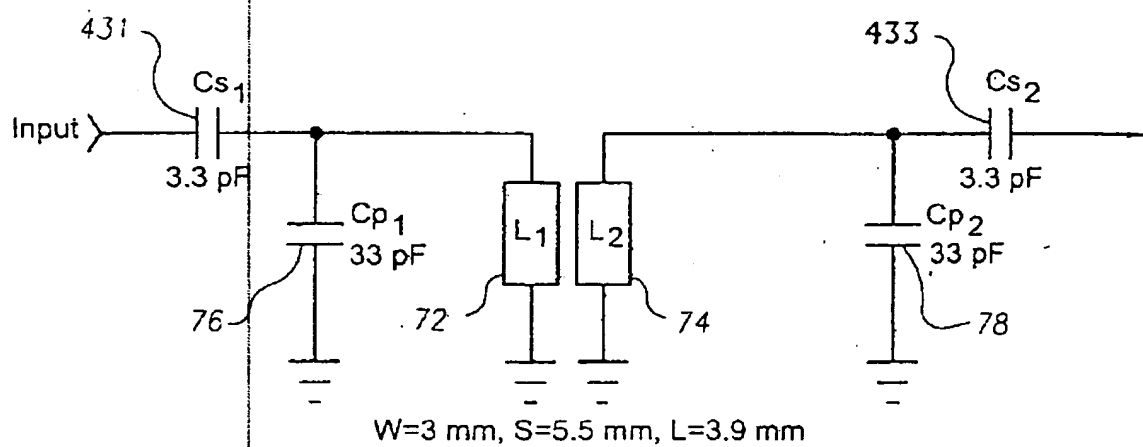 431
433
Cs1
Cs2
Input
3.3 pF
3.3 pF
Cp1
33 pF
L1
L2
Cp2
33 pF
76
72
74
78
W=3 mm, S=5.5 mm, L=3.9 mm